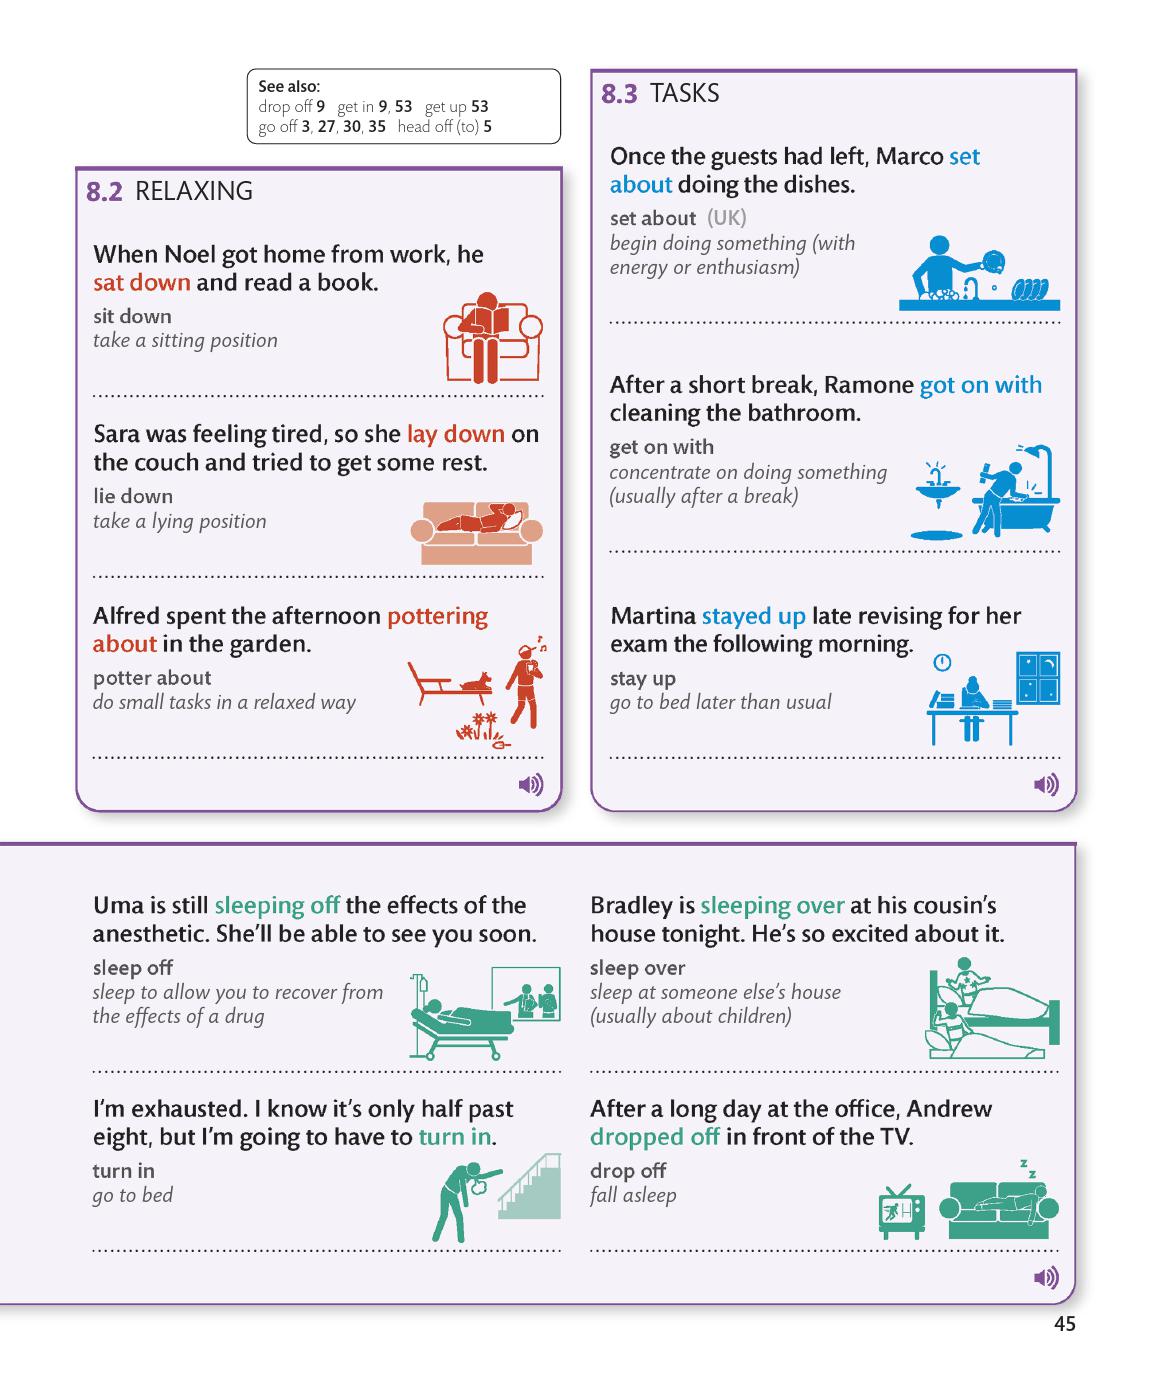 See also:
drop off 9 get in 9, 53 get up 53
go off 3, 27, 30, 35 head off (to) 5
8.2 RELAXING
When Noel got home from work, he
sat down and read a book.
sit down
take a sitting position
Sara was feeling tired, so she lay down on
the couch and tried to get some rest.
lie down
take a lying position
Alfred spent the afternoon pottering
about in the garden.
potter about
do small tasks in a relaxed way
8.3 TASKS
Once the guests had left, Marco set
about doing the dishes.
set about (UK)
begin doing something (with
energy or enthusiasm)
After a short break, Ramone got on with
cleaning the bathroom.
get on with
concentrate on doing something
(usually after a break)
Martina stayed up late revising for her
exam the following morning.
stay up
go to bed later than usual
Uma is still sleeping off the effects of the
anesthetic. She'll be able to see you soon.
sleep off
sleep to allow you to recover from
the effects of a drug
Bradley is sleeping over at his cousin's
house tonight. He's so excited about it.
sleep over
sleep at someone else's house
(usually about children)
I'm exhausted. I know it's only half past
eight, but I'm going to have to turn in.
turn in
go to bed
After a long day at the office, Andrew
dropped off in front of the TV.
drop off
fall asleep
z
z
45